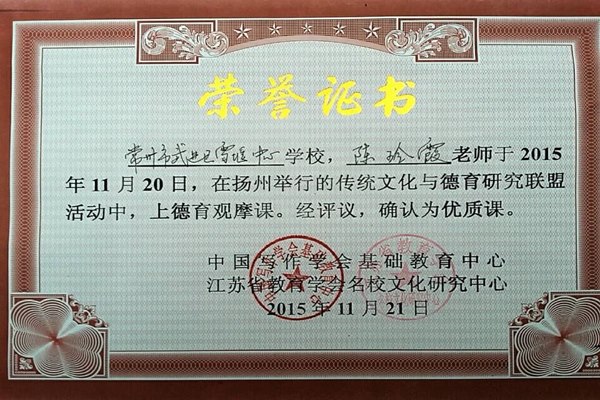 荣誉证书
常州市武进区雪堰中心学校，陈玲霞老师于2015
年11月20日，在扬州举行的传统文化与德育研究联盟
活动中，上德育观摩课。经评议，确认为优质课。
中国写作学会基础教育中心
江苏省教育学会名校文化研究中心
2015年11月21日